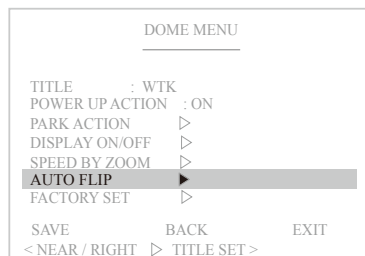 DOME MENU
TITLE : WTK
POWER UP ACTION : ON
PARK ACTION ▷
DISPLAY ON/OFF ▷
SPEED BY ZOOM ▷
AUTO FLIP ▶
FACTORY SET ▷
SAVE BACK EXIT
< NEAR / RIGHT ▷ TITLE SET >